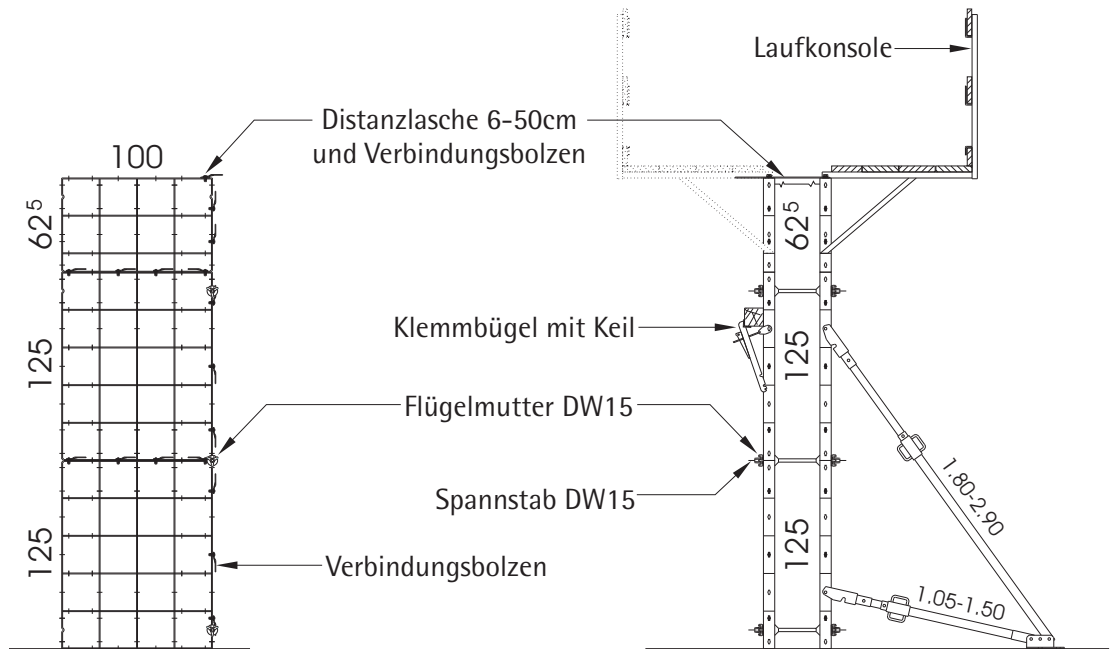 Laufkonsole
Distanzlasche 6-50cm
und Verbindungsbolzen
100
62⁵
62⁵
Klemmbügel mit Keil
125
125
Flügelmutter DW15
Spannstab DW15
1.80-2.90
125
125
Verbindungsbolzen
1.05-1.50